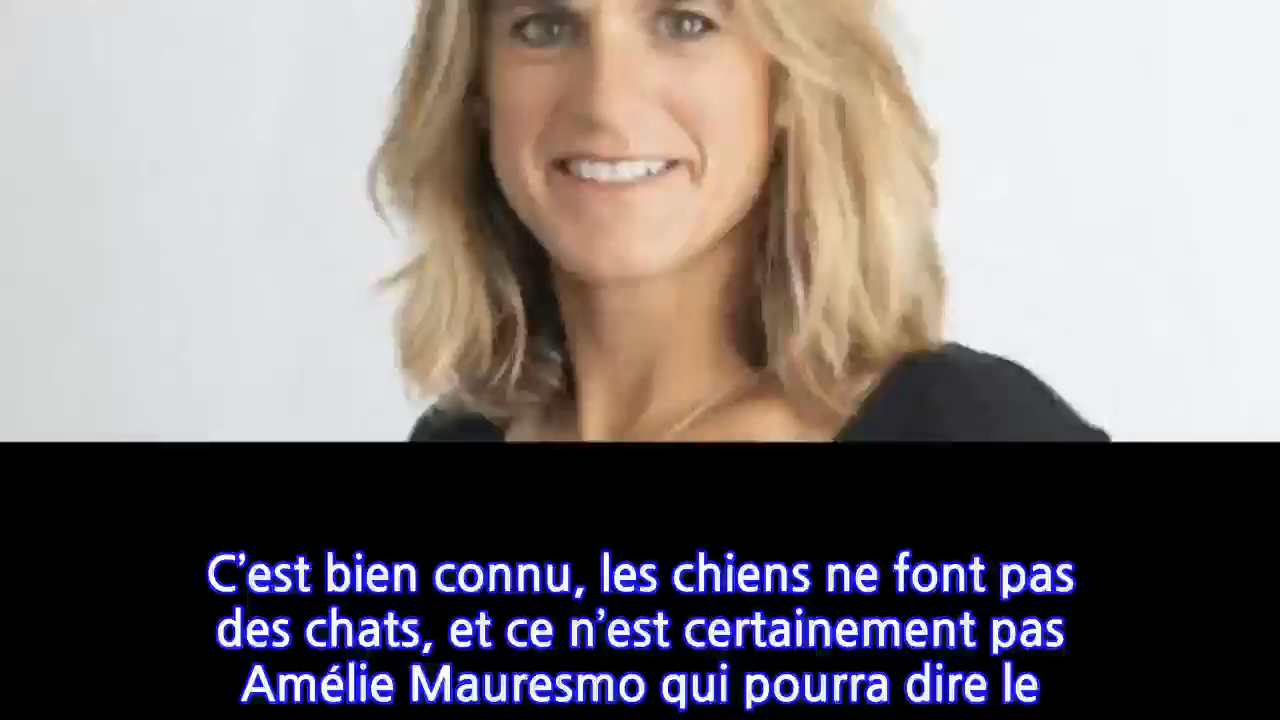 C’est bien connu, les chiens ne font pas
des chats, et ce n’est certainement pas
Amélie Mauresmo qui pourra dire le